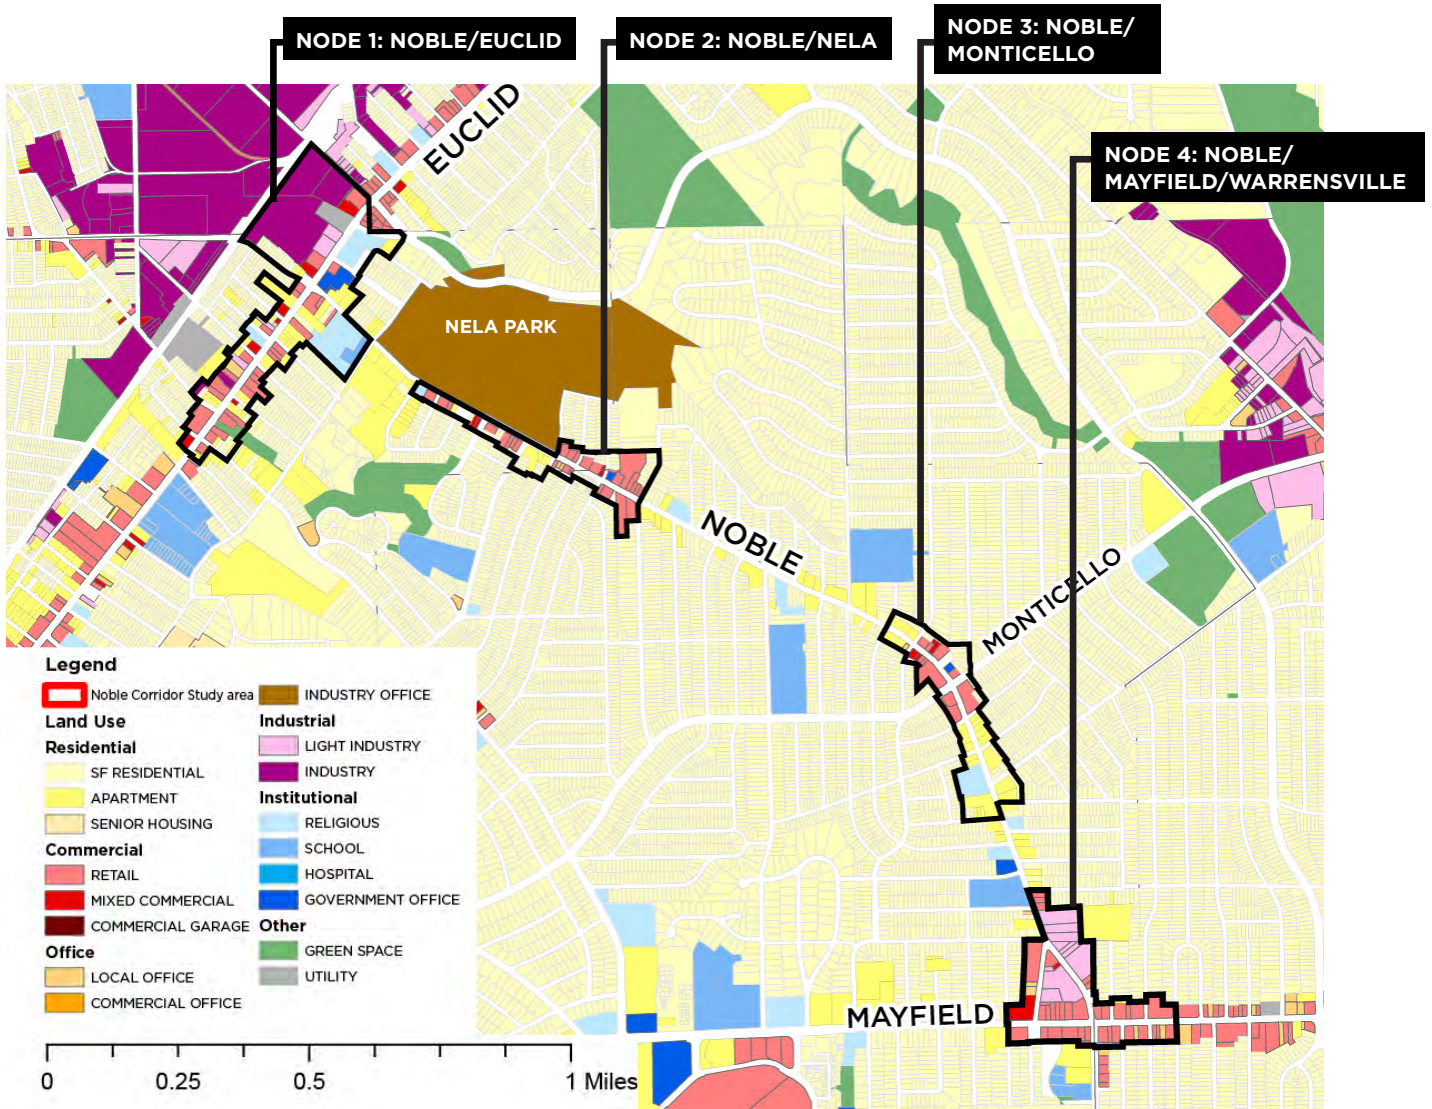 NODE 1: NOBLE/EUCLID
NODE 2: NOBLE/NELA
NODE 3: NOBLE/
MONTICELLO
NODE 4: NOBLE/
MAYFIELD/WARRENSVILLE
EUCLID
NELA PARK
NOBLE
MONTICELLO
MAYFIELD
Legend
Noble Corridor Study area
Land Use
Residential
SF RESIDENTIAL
APARTMENT
SENIOR HOUSING
Commercial
RETAIL
MIXED COMMERCIAL
COMMERCIAL GARAGE
Office
LOCAL OFFICE
COMMERCIAL OFFICE
INDUSTRY OFFICE
Industrial
LIGHT INDUSTRY
INDUSTRY
Institutional
RELIGIOUS
SCHOOL
HOSPITAL
GOVERNMENT OFFICE
Other
GREEN SPACE
UTILITY
0 0.25 0.5 1 Miles